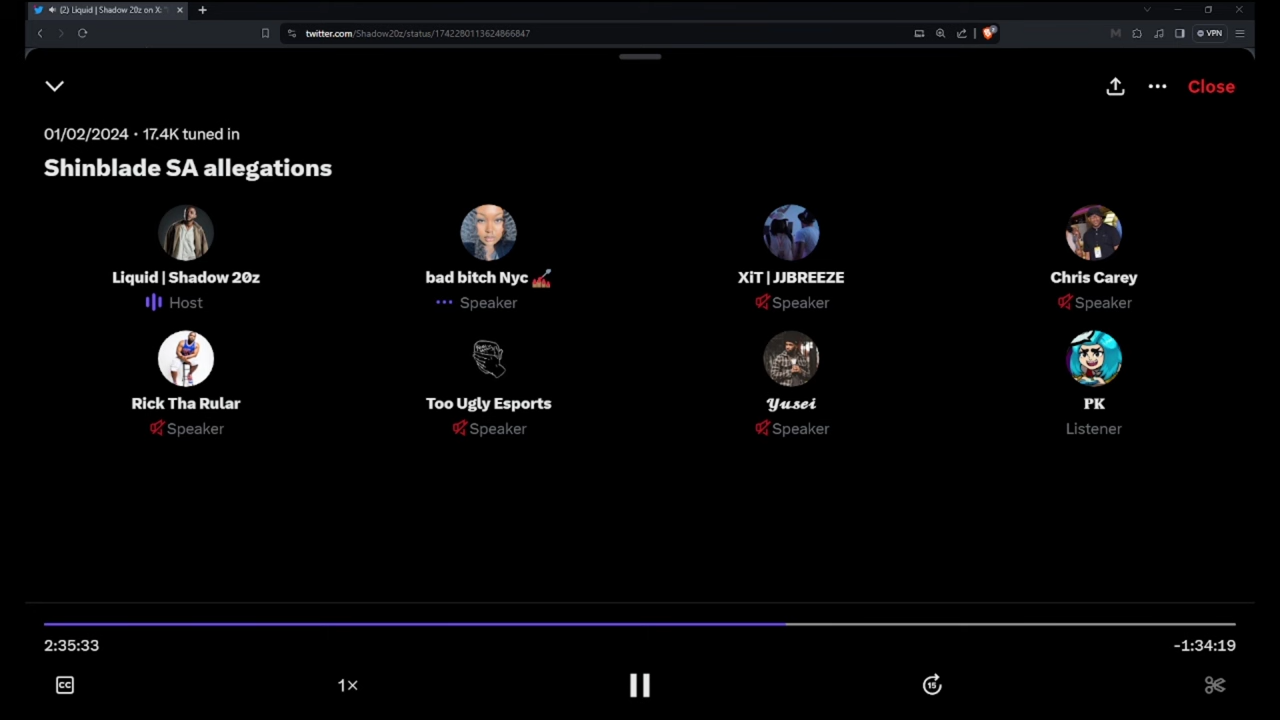 (2) Liquid | Shadow 20z on X: "
twitter.com/Shadow20z/status/1742280113624866847
VPN
Close
01/02/2024 · 17.4K tuned in
Shinblade SA allegations
Liquid | Shadow 20z
Host
bad bitch Nyc 💅
Speaker
XiT | JJBREEZE
Speaker
Chris Carey
Speaker
Rick Tha Rular
Speaker
Too Ugly Esports
Speaker
𝓨𝓾𝓼𝓮𝓲
Speaker
PK
Listener
2:35:33
-1:34:19
CC
1×
15